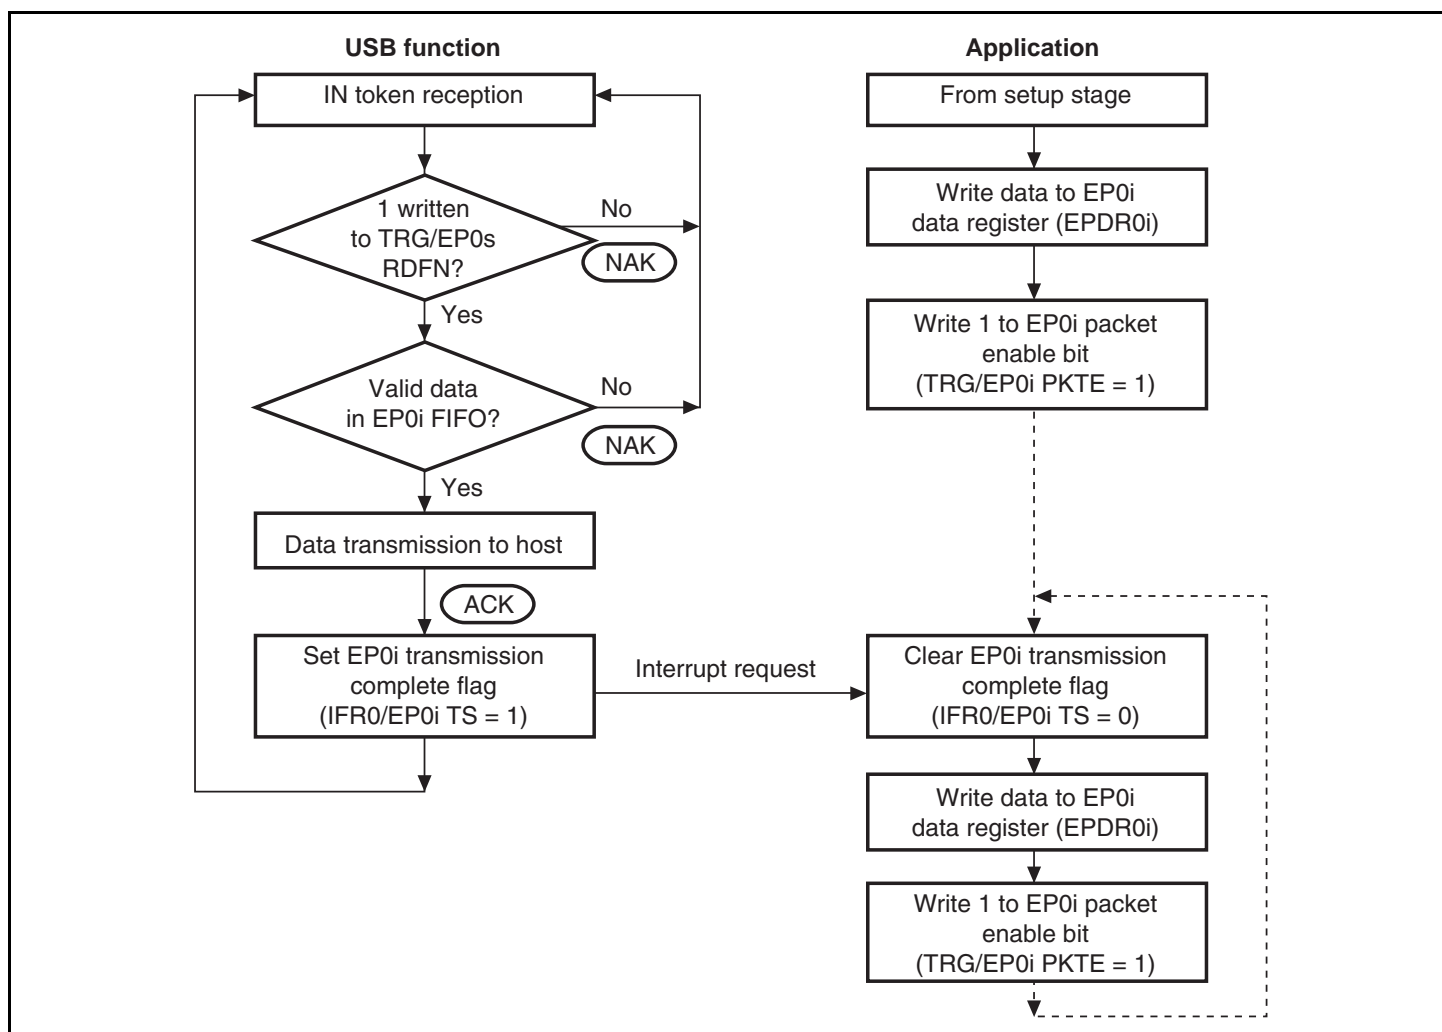 USB function
IN token reception
1 written
to TRG/EP0s
RDFN?
No
NAK
Yes
Valid data
in EP0i FIFO?
No
NAK
Yes
Data transmission to host
ACK
Set EP0i transmission
complete flag
(IFR0/EP0i TS = 1)
Interrupt request
Application
From setup stage
Write data to EP0i
data register (EPDR0i)
Write 1 to EP0i packet
enable bit
(TRG/EP0i PKTE = 1)
Clear EP0i transmission
complete flag
(IFR0/EP0i TS = 0)
Write data to EP0i
data register (EPDR0i)
Write 1 to EP0i packet
enable bit
(TRG/EP0i PKTE = 1)